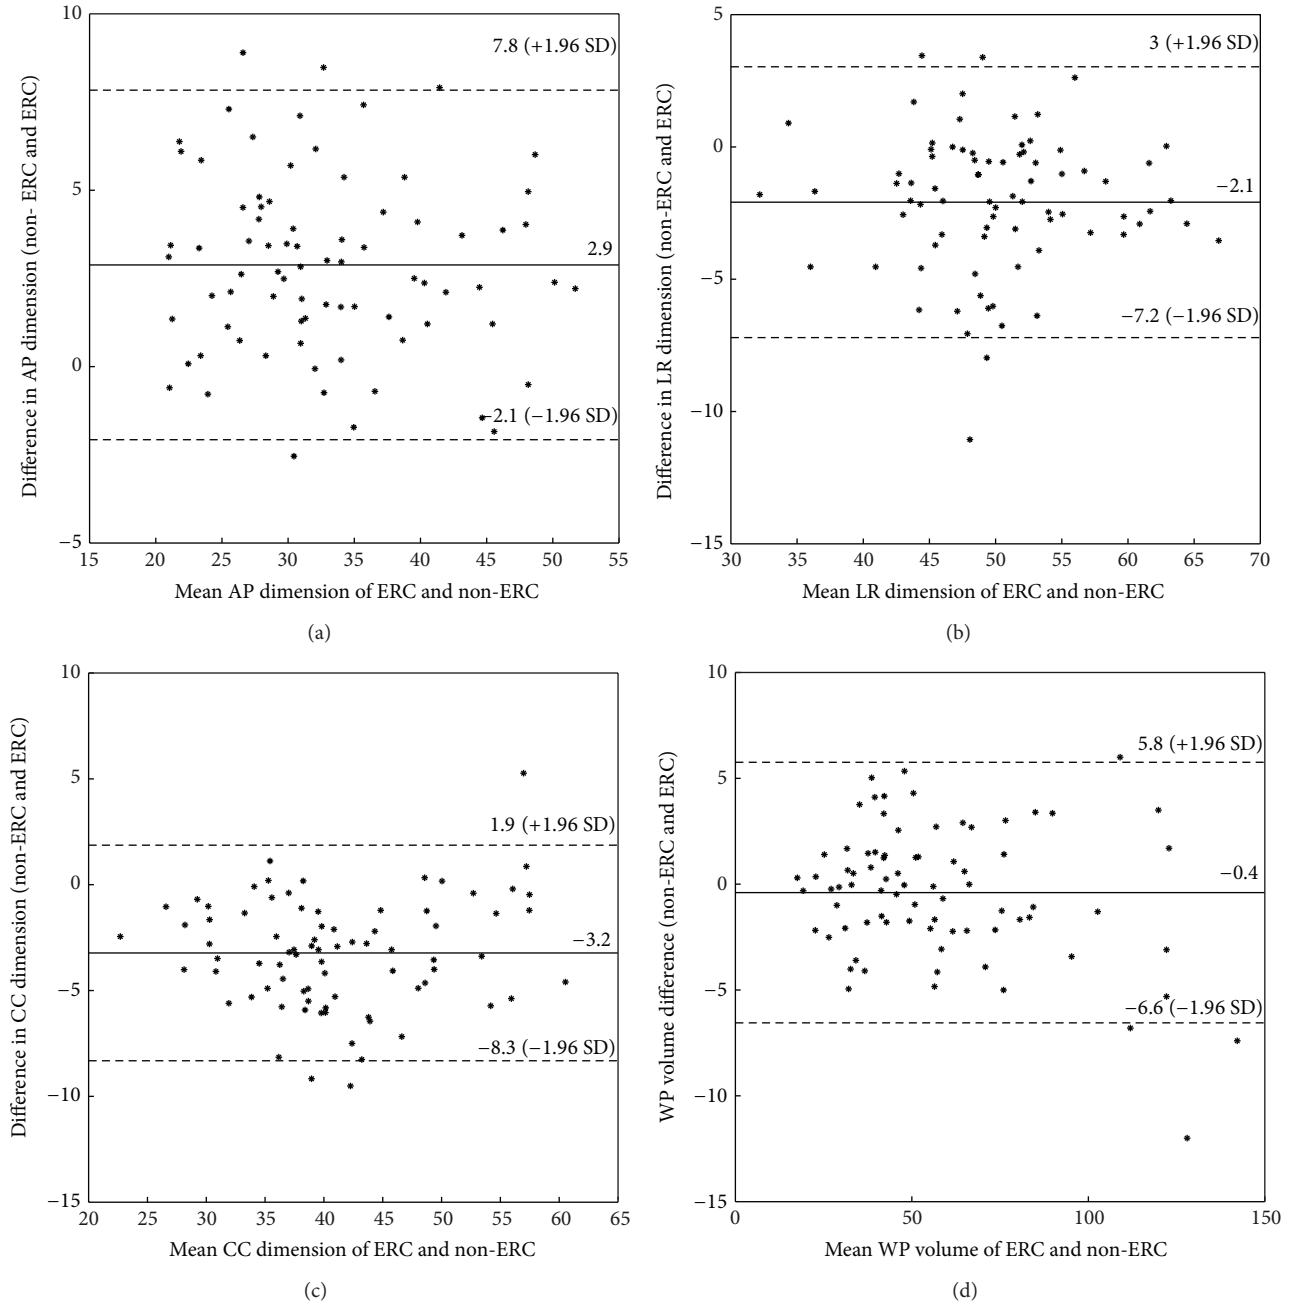 10
5
0
−5
Difference in AP dimension (non- ERC and ERC)
7.8 (+1.96 SD)
2.9
−2.1 (−1.96 SD)
15 20 25 30 35 40 45 50 55
Mean AP dimension of ERC and non-ERC
(a)
5
0
−5
−10
−15
Difference in LR dimension (non-ERC and ERC)
3 (+1.96 SD)
−2.1
−7.2 (−1.96 SD)
30 35 40 45 50 55 60 65 70
Mean LR dimension of ERC and non-ERC
(b)
10
5
0
−5
−10
−15
Difference in CC dimension (non-ERC and ERC)
1.9 (+1.96 SD)
−3.2
−8.3 (−1.96 SD)
20 25 30 35 40 45 50 55 60 65
Mean CC dimension of ERC and non-ERC
(c)
10
5
0
−5
−10
−15
WP volume difference (non-ERC and ERC)
5.8 (+1.96 SD)
−0.4
−6.6 (−1.96 SD)
0 50 100 150
Mean WP volume of ERC and non-ERC
(d)